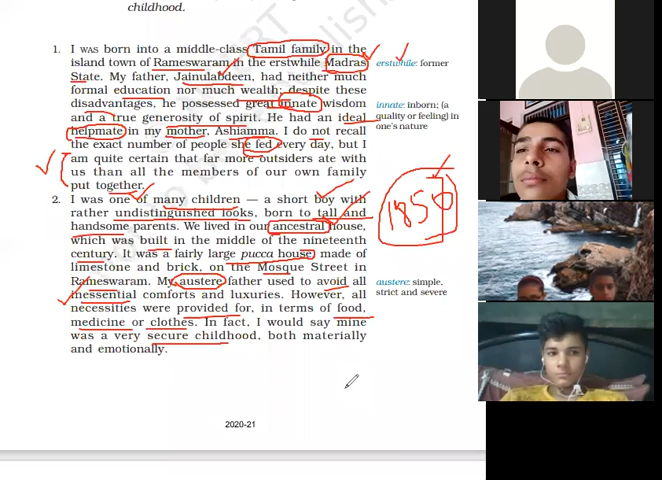 childhood.
1. I was born into a middle-class Tamil family in the
island town of Rameswaram in the erstwhile Madras
erstwhile: former
State. My father, Jainulabdeen, had neither much
formal education nor much wealth; despite these
disadvantages, he possessed great innate wisdom
innate: inborn; (a
and a true generosity of spirit. He had an ideal
quality or feeling) in
helpmate in my mother, Ashiamma. I do not recall
one's nature
the exact number of people she fed every day, but I
am quite certain that far more outsiders ate with
us than all the members of our own family
put together.
2. I was one of many children — a short boy with
rather undistinguished looks, born to tall and
handsome parents. We lived in our ancestral house,
1850
which was built in the middle of the nineteenth
century. It was a fairly large pucca house, made of
limestone and brick, on the Mosque Street in
Rameswaram. My austere father used to avoid all
austere: simple,
inessential comforts and luxuries. However, all
strict and severe
necessities were provided for, in terms of food,
medicine or clothes. In fact, I would say mine
was a very secure childhood, both materially
and emotionally.
2020-21